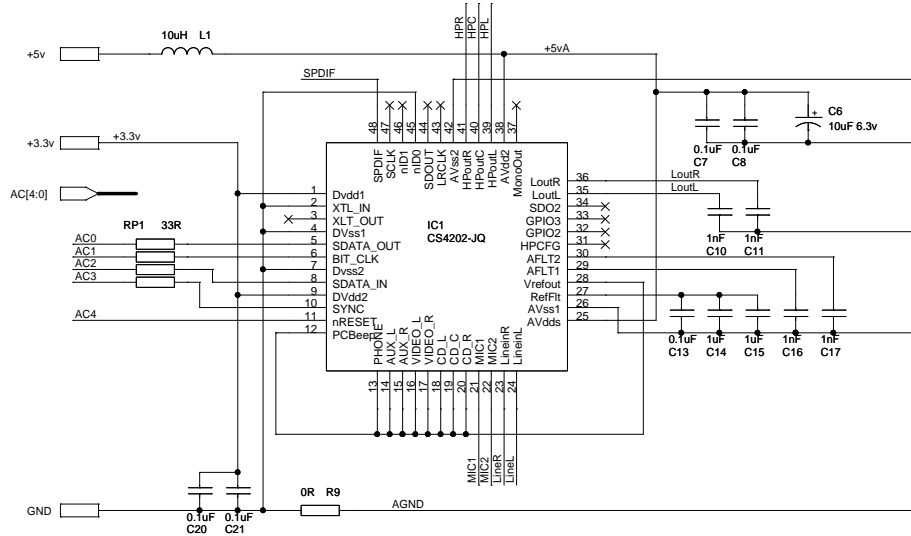 HPR
HPC
HPL
10uH L1
+5v
+5vA
SPDIF
C6
10uF 6.3v
0.1uF
C7
0.1uF
C8
+3.3v
+3.3v
AC[4:0]
48
47
46
45
44
43
42
41
40
39
38
37
SPDIF
SCLK
nID1
nID0
SDOUT
LRCLK
AVss2
HPoutR
HPoutC
HPoutL
AVdd2
MonoOut
IC1
CS4202-JQ
1 Dvdd1
2 XTL_IN
3 XLT_OUT
4 DVss1
5 SDATA_OUT
6 BIT_CLK
7 Dvss2
8 SDATA_IN
9 DVdd2
10 SYNC
11 nRESET
12 PCBeep
RP1 33R
AC0
AC1
AC2
AC3
AC4
LoutR 36
LoutL 35
SDO2 34
GPIO3 33
GPIO2 32
HPCFG 31
AFLT2 30
AFLT1 29
Vrefout 28
RefFlt 27
AVss1 26
AVdds 25
LoutR
LoutL
1nF
C10
1nF
C11
0.1uF
C13
1uF
C14
1uF
C15
1nF
C16
1nF
C17
PHONE
AUX_L
AUX_R
VIDEO_L
VIDEO_R
CD_L
CD_C
CD_R
MIC1
MIC2
LineinR
LineinL
13
14
15
16
17
18
19
20
21
22
23
24
MIC1
MIC2
LineR
LineL
0.1uF
C20
0.1uF
C21
GND
0R R9
AGND